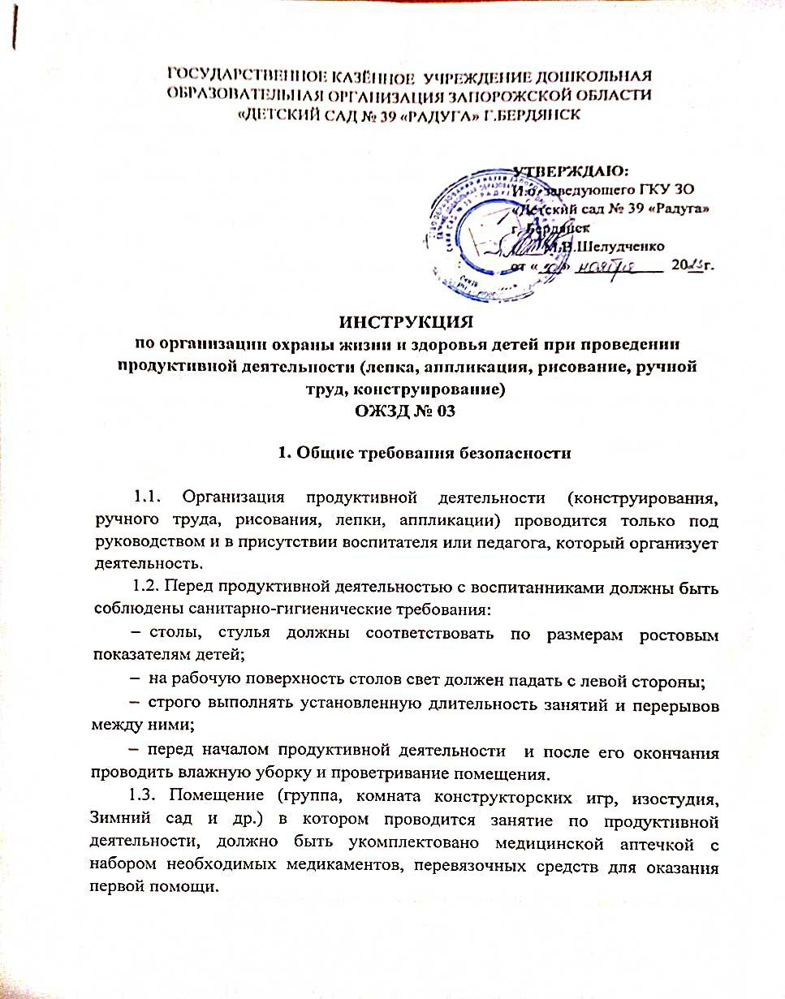 ГОСУДАРСТВЕННОЕ КАЗЁННОЕ УЧРЕЖДЕНИЕ ДОШКОЛЬНАЯ
ОБРАЗОВАТЕЛЬНАЯ ОРГАНИЗАЦИЯ ЗАПОРОЖСКОЙ ОБЛАСТИ
«ДЕТСКИЙ САД № 39 «РАДУГА» Г.БЕРДЯНСК
УТВЕРЖДАЮ:
И.о. заведующего ГКУ ЗО
«Детский сад № 39 «Радуга»
г. Бердянск
М.В.Шелудченко
от « » ноября 2023г.
ИНСТРУКЦИЯ
по организации охраны жизни и здоровья детей при проведении
продуктивной деятельности (лепка, аппликация, рисование, ручной
труд, конструирование)
ОЖЗД № 03
1. Общие требования безопасности
1.1. Организация продуктивной деятельности (конструирования,
ручного труда, рисования, лепки, аппликации) проводится только под
руководством и в присутствии воспитателя или педагога, который организует
деятельность.
1.2. Перед продуктивной деятельностью с воспитанниками должны быть
соблюдены санитарно-гигиенические требования:
– столы, стулья должны соответствовать по размерам ростовым
показателям детей;
– на рабочую поверхность столов свет должен падать с левой стороны;
– строго выполнять установленную длительность занятий и перерывов
между ними;
– перед началом продуктивной деятельности и после его окончания
проводить влажную уборку и проветривание помещения.
1.3. Помещение (группа, комната конструкторских игр, изостудия,
Зимний сад и др.) в котором проводится занятие по продуктивной
деятельности, должно быть укомплектовано медицинской аптечкой с
набором необходимых медикаментов, перевязочных средств для оказания
первой помощи.